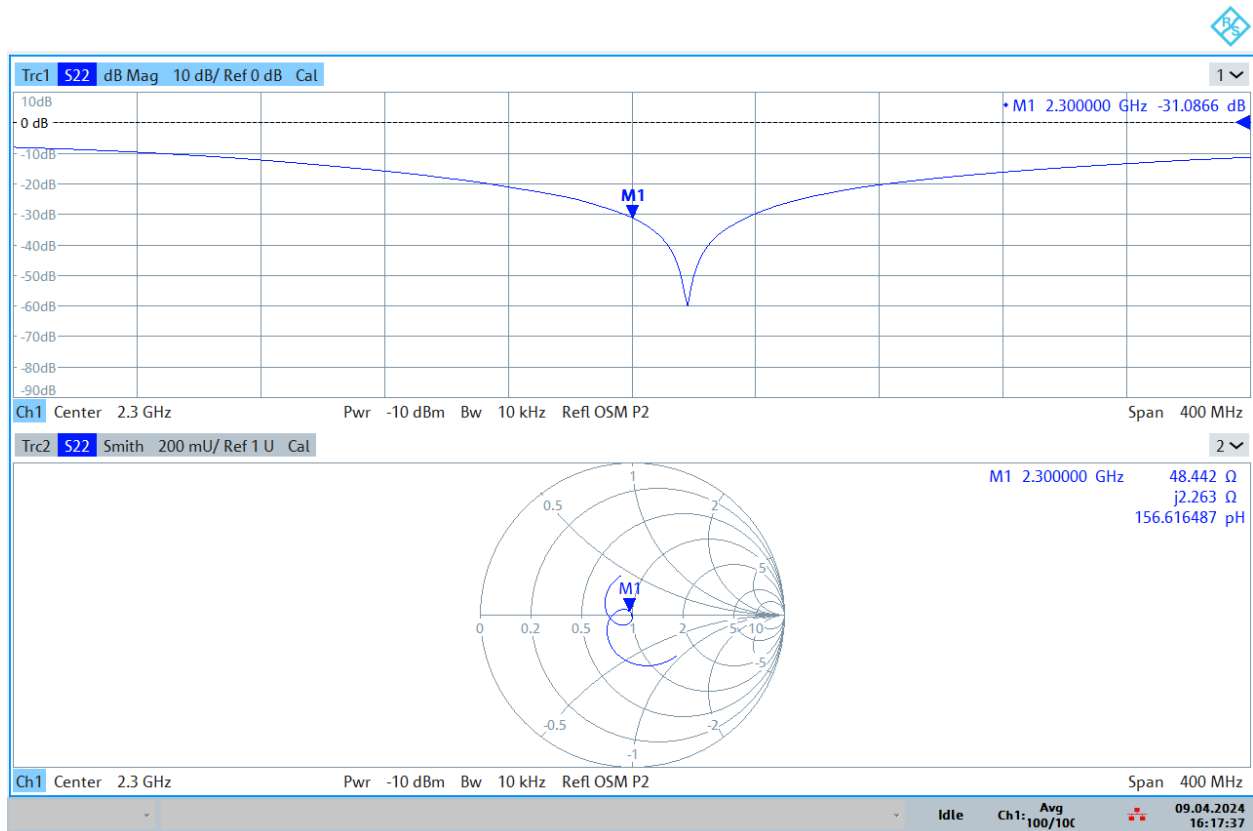 R S
Trc1 S22 dB Mag 10 dB/ Ref 0 dB Cal 1
10dB
• M1 2.300000 GHz -31.0866 dB
0 dB
-10dB
-20dB
M1
-30dB
-40dB
-50dB
-60dB
-70dB
-80dB
-90dB
Ch1 Center 2.3 GHz Pwr -10 dBm Bw 10 kHz Refl OSM P2 Span 400 MHz
Trc2 S22 Smith 200 mU/ Ref 1 U Cal 2
M1 2.300000 GHz 48.442 Ω
j2.263 Ω
156.616487 pH
1
0.5 2
5
M1
0 0.2 0.5 1 2 5 10
-5
-0.5 -2
-1
Ch1 Center 2.3 GHz Pwr -10 dBm Bw 10 kHz Refl OSM P2 Span 400 MHz
Idle Ch1: Avg 09.04.2024
100/100 16:17:37